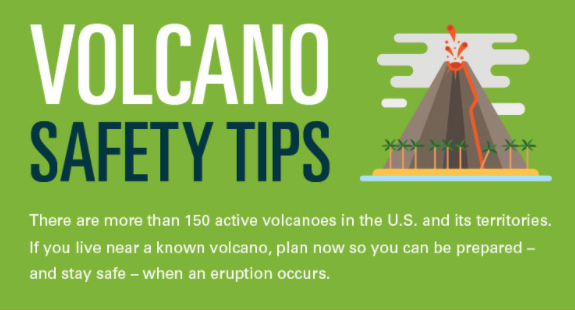 VOLCANO
SAFETY TIPS
There are more than 150 active volcanoes in the U.S. and its territories.
If you live near a known volcano, plan now so you can be prepared –
and stay safe – when an eruption occurs.